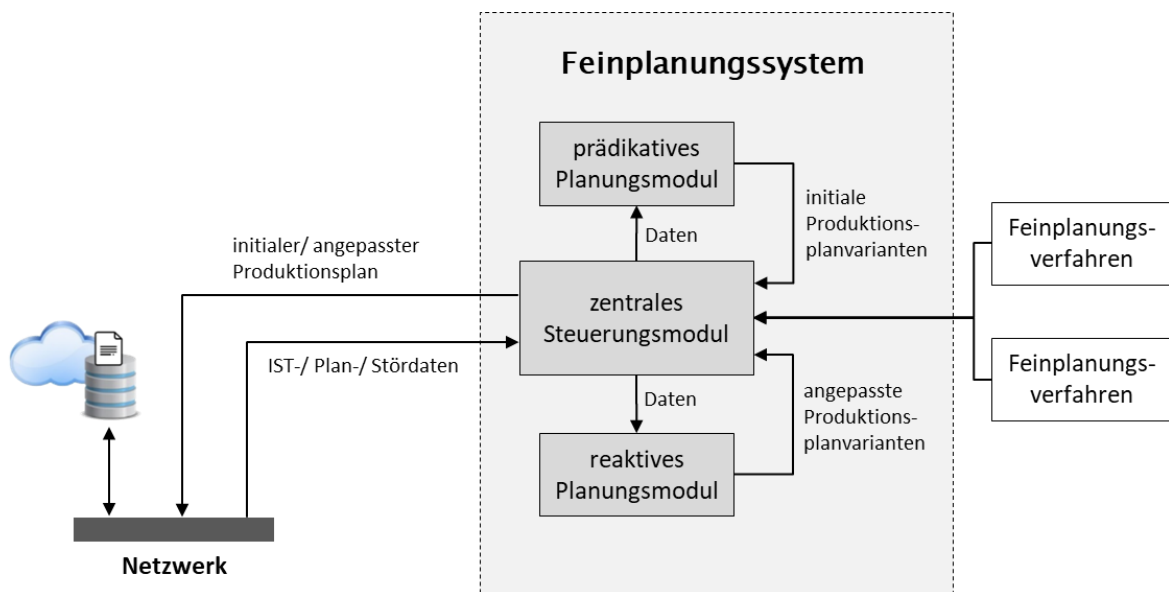 Feinplanungssystem
prädikatives
Planungsmodul
initiale
Produktions-
planvarianten
Daten
initialer/ angepasster
Produktionsplan
zentrales
Steuerungsmodul
Feinplanungs-
verfahren
IST-/ Plan-/ Stördaten
Feinplanungs-
verfahren
Daten
angepasste
Produktions-
planvarianten
reaktives
Planungsmodul
Netzwerk